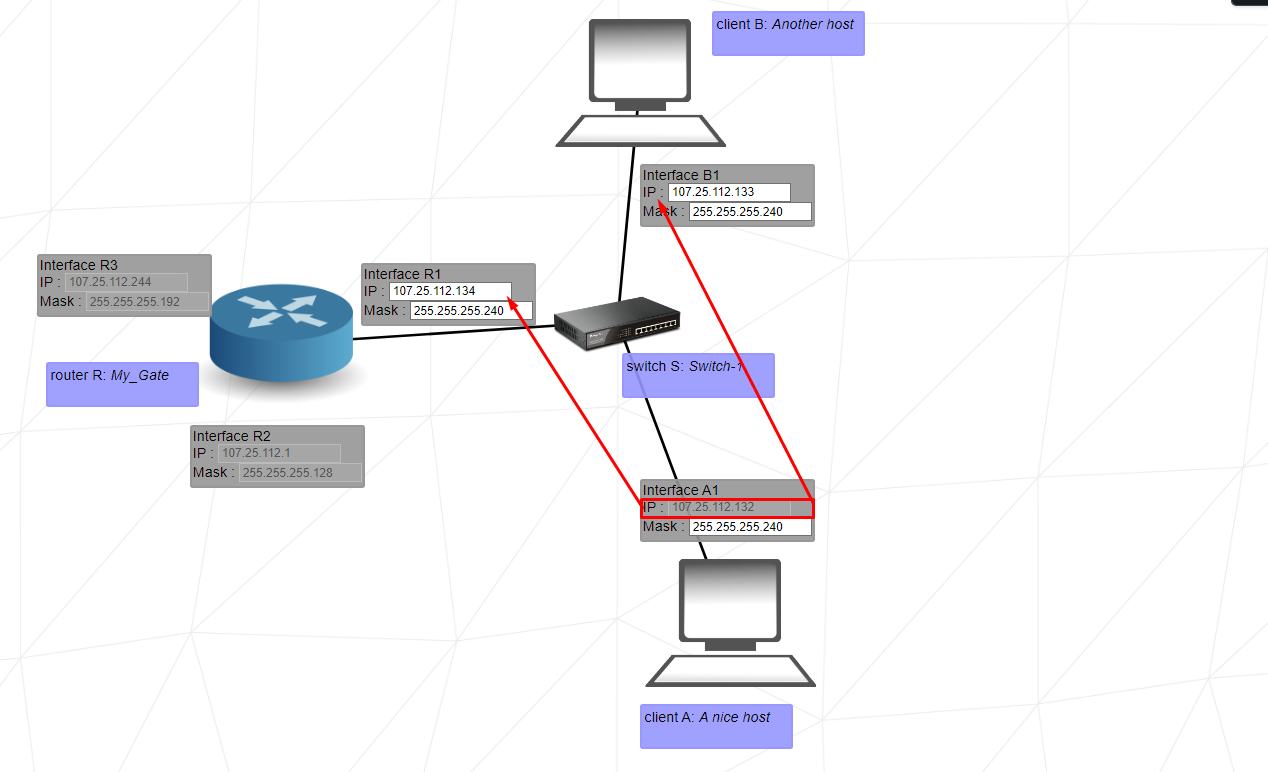 client B: Another host
Interface B1
IP : 107.25.112.133
Mask : 255.255.255.240
Interface R3
IP : 107.25.112.244
Mask : 255.255.255.192
Interface R1
IP : 107.25.112.134
Mask : 255.255.255.240
switch S: Switch-1
router R: My_Gate
Interface R2
IP : 107.25.112.1
Mask : 255.255.255.128
Interface A1
IP : 107.25.112.132
Mask : 255.255.255.240
client A: A nice host